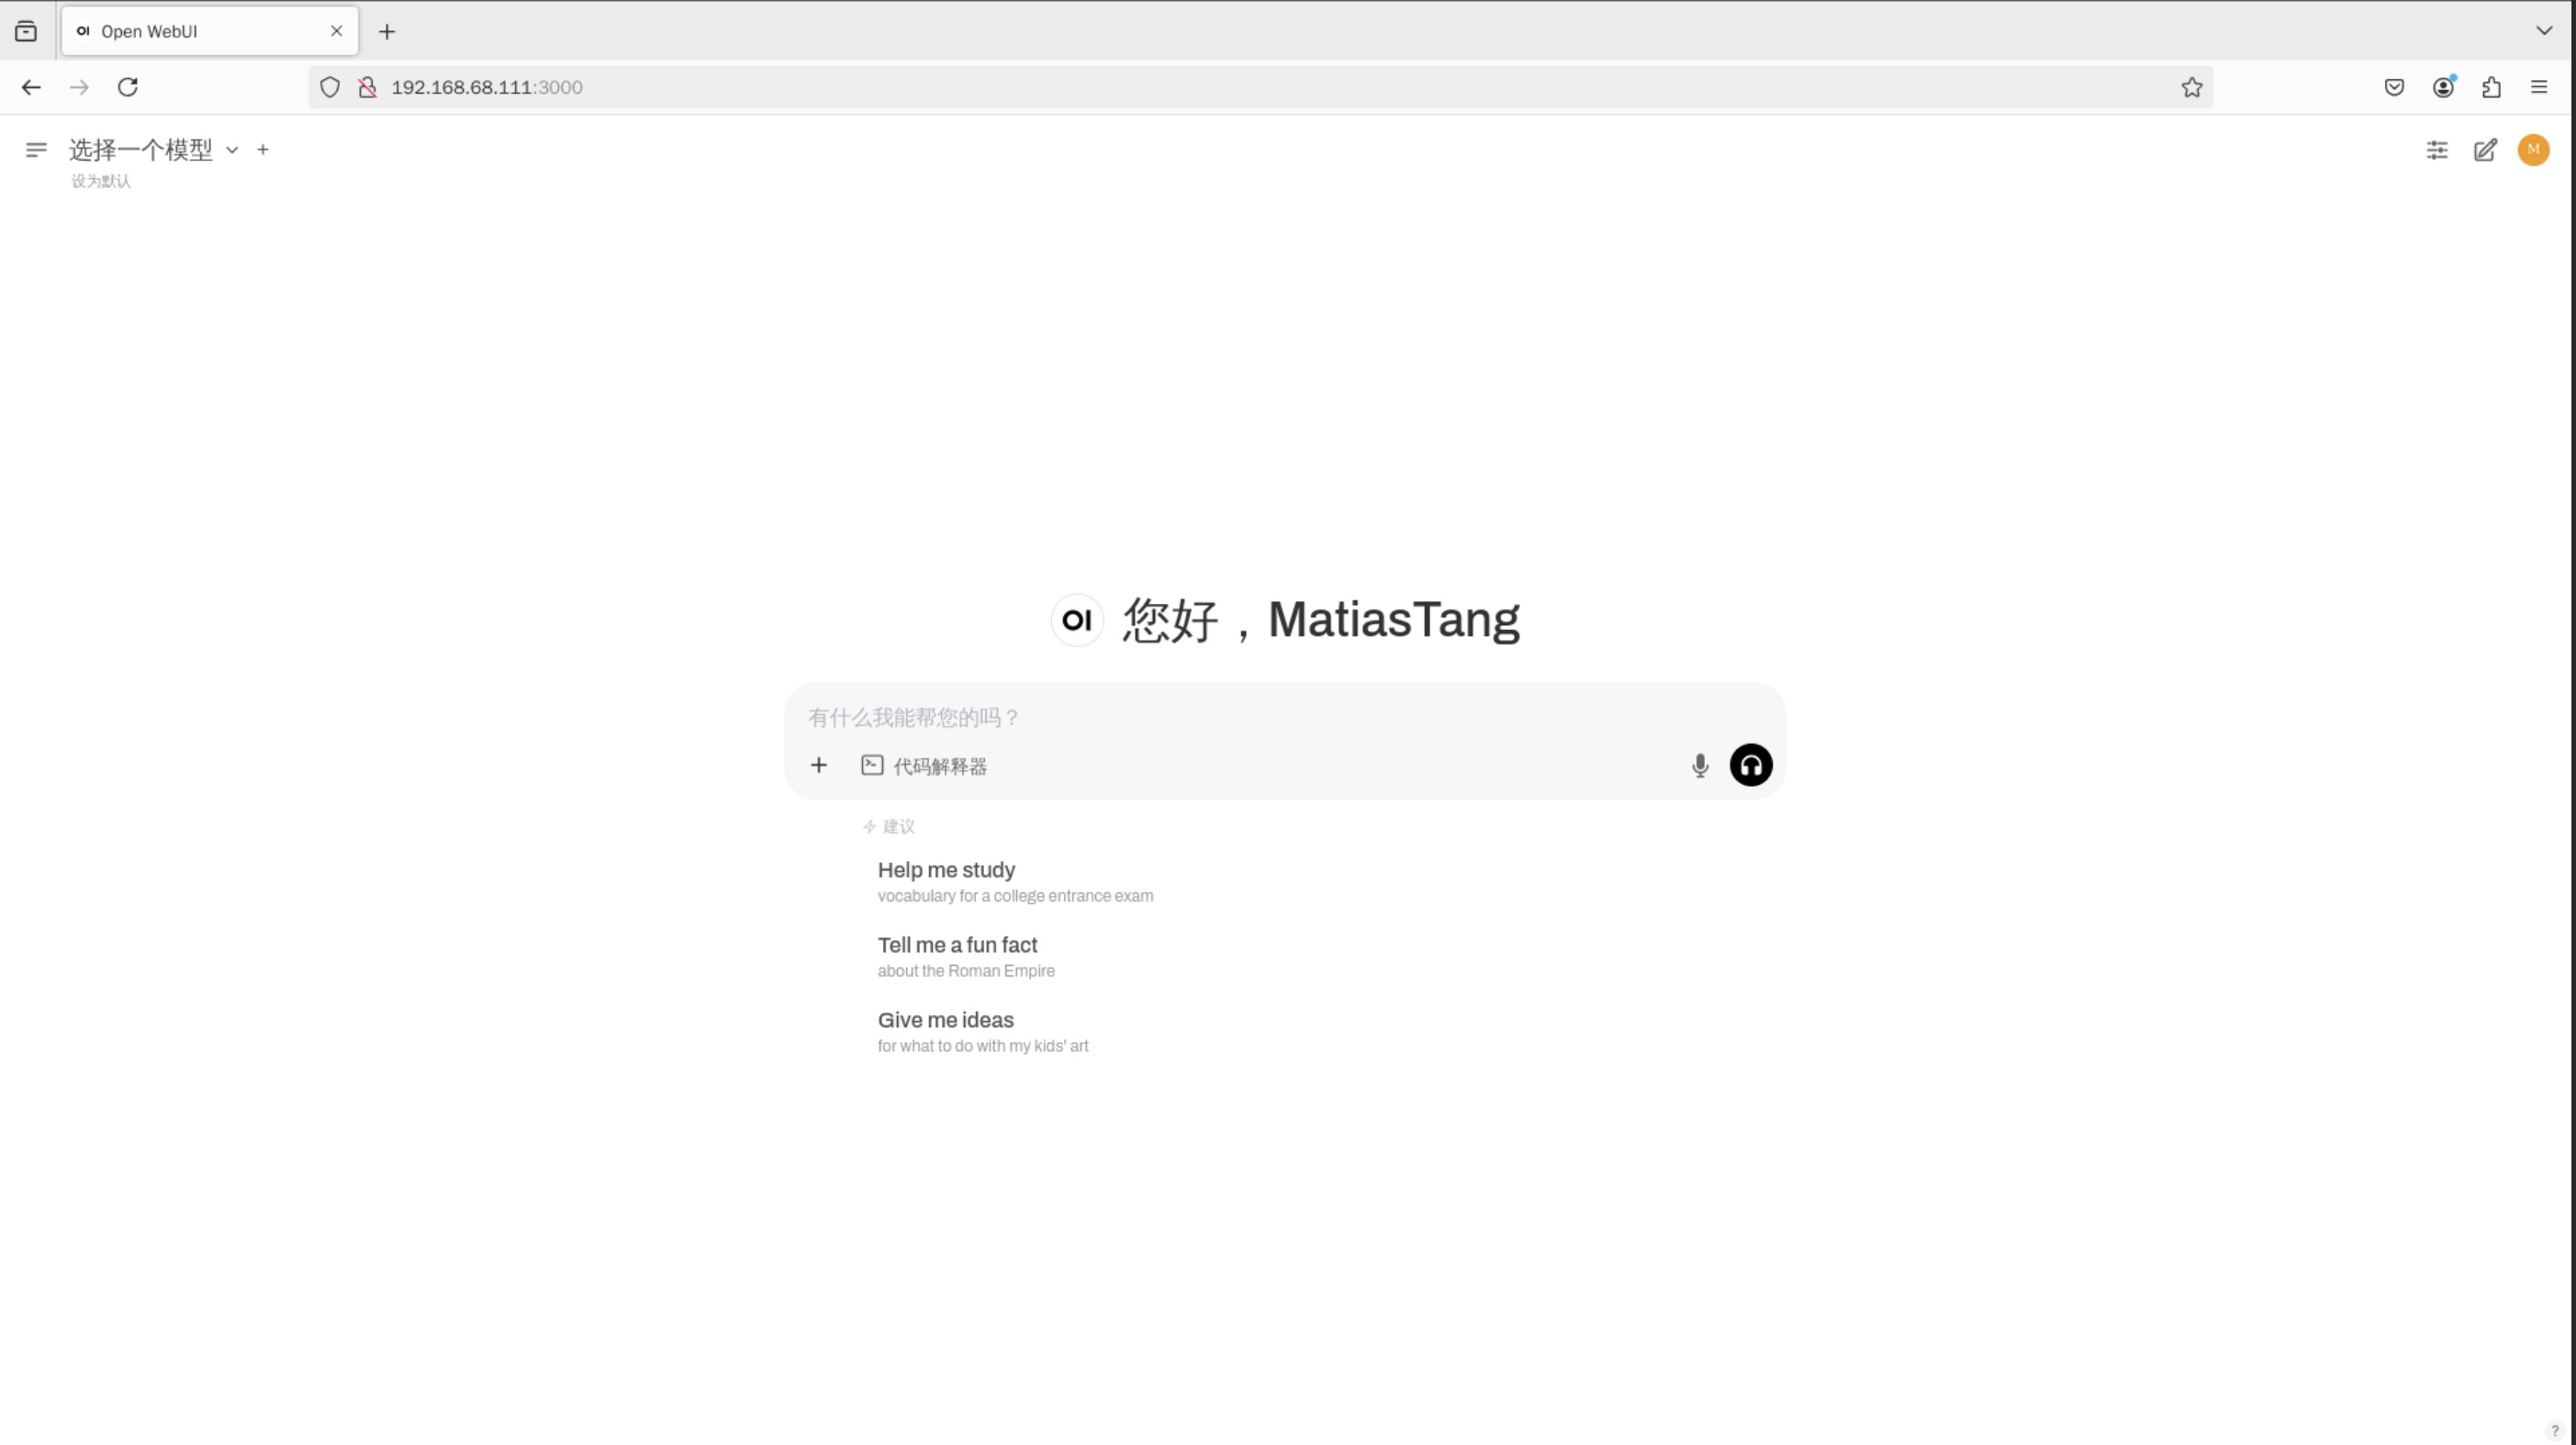 OI Open WebUI
192.168.68.111:3000
选择一个模型
设为默认
M
OI 您好，MatiasTang
有什么我能帮您的吗？
代码解释器
建议
Help me study
vocabulary for a college entrance exam
Tell me a fun fact
about the Roman Empire
Give me ideas
for what to do with my kids' art
?